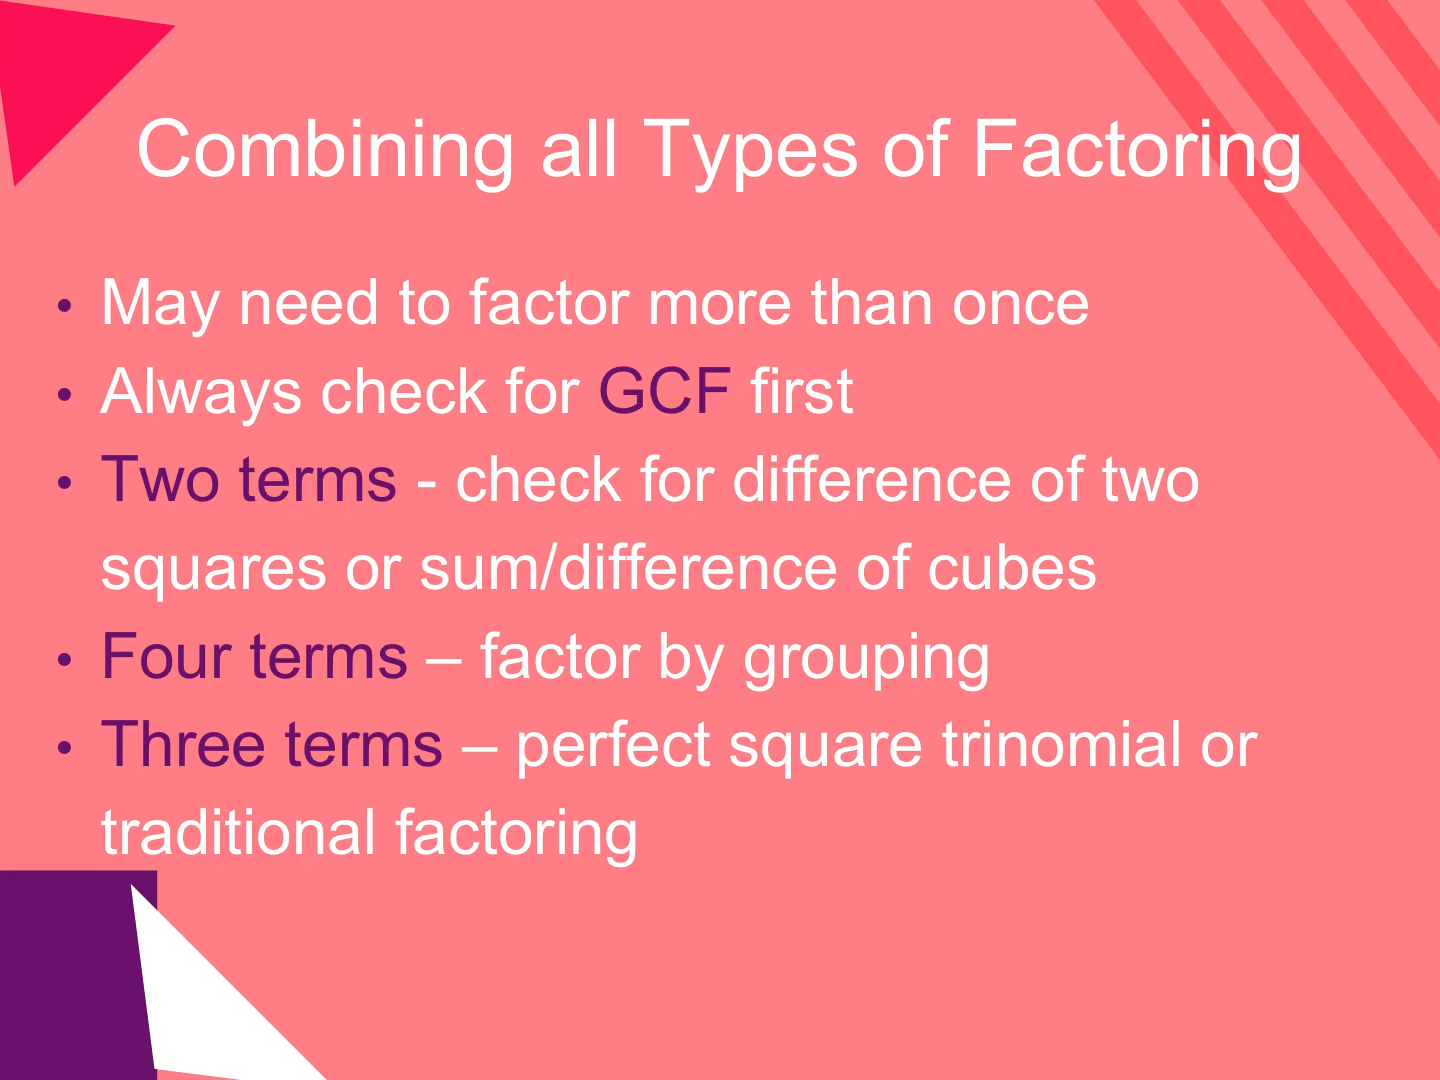 Combining all Types of Factoring
• May need to factor more than once
• Always check for GCF first
• Two terms - check for difference of two
squares or sum/difference of cubes
• Four terms – factor by grouping
• Three terms – perfect square trinomial or
traditional factoring